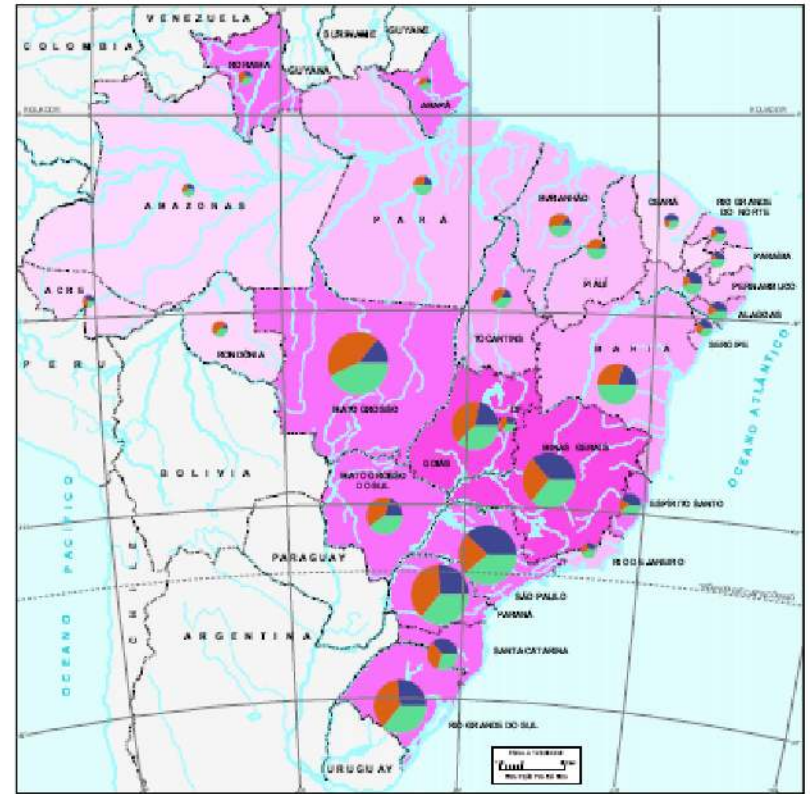 VENEZUELA
COLOMBIA
SURINAME
GUYANE
GUYANA
RORAIMA
AMAPÁ
EQUADOR
EQUADOR
AMAZONAS
PARÁ
MARANHÃO
CEARÁ
RIO GRANDE
DO NORTE
PARAÍBA
PERNAMBUCO
PIAUÍ
ALAGOAS
SERGIPE
ACRE
RONDÔNIA
TOCANTINS
BAHIA
PERU
MATO GROSSO
DF
GOIÁS
MINAS GERAIS
BOLIVIA
MATO GROSSO
DO SUL
ESPÍRITO SANTO
RIO DE JANEIRO
PARAGUAY
SÃO PAULO
PARANÁ
SANTA CATARINA
RIO GRANDE DO SUL
ARGENTINA
CHILE
URUGUAY
OCEANO PACÍFICO
OCEANO ATLÂNTICO